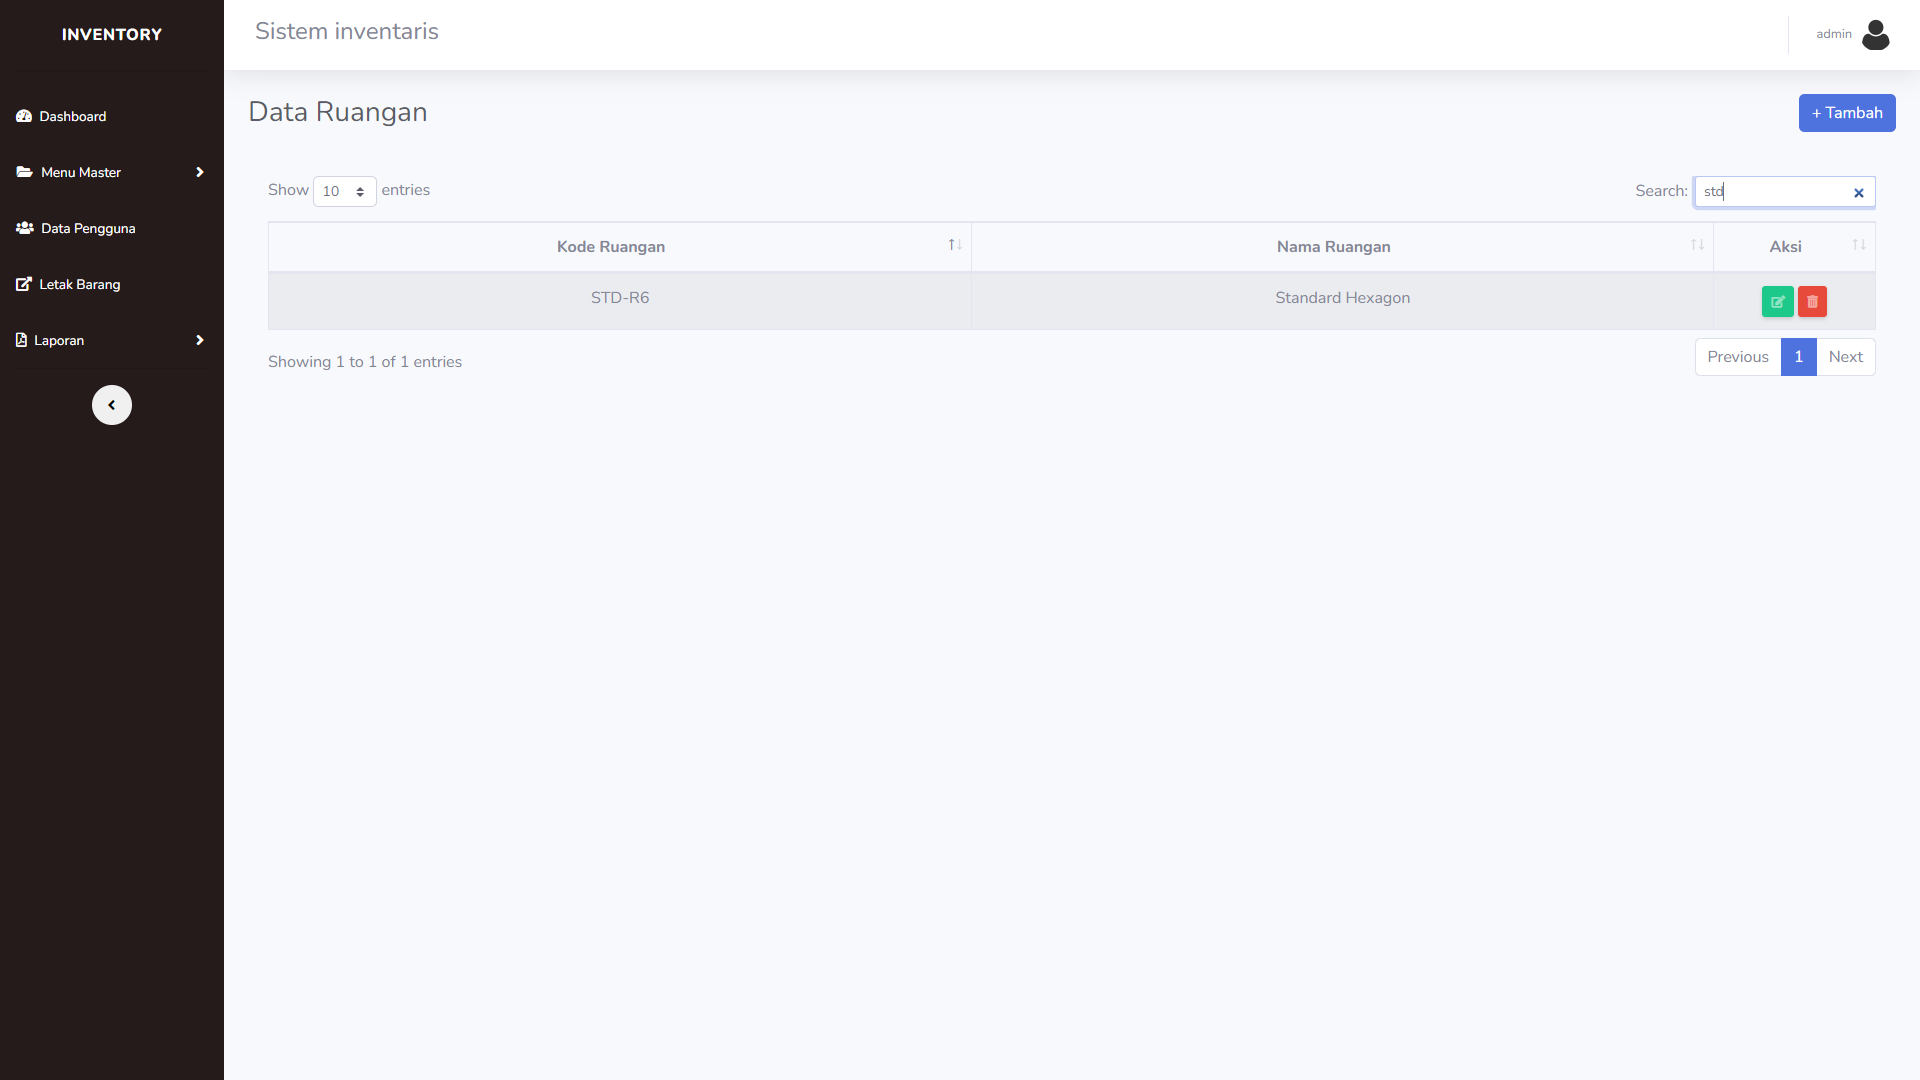 INVENTORY
Dashboard
Menu Master
Data Pengguna
Letak Barang
Laporan
Sistem inventaris
admin
Data Ruangan
+ Tambah
Show 10 entries
Search: std
Kode Ruangan Nama Ruangan Aksi
STD-R6 Standard Hexagon
Showing 1 to 1 of 1 entries
Previous 1 Next